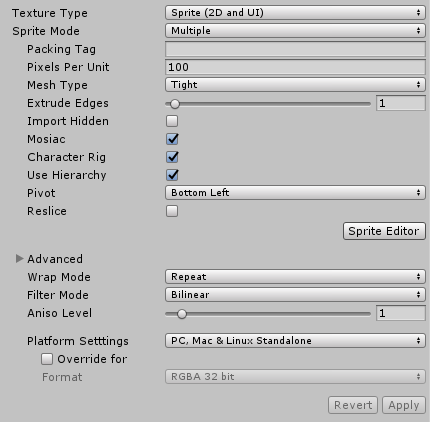 Texture Type Sprite (2D and UI)
Sprite Mode Multiple
Packing Tag
Pixels Per Unit 100
Mesh Type Tight
Extrude Edges 1
Import Hidden
Mosiac
Character Rig
Use Hierarchy
Pivot Bottom Left
Reslice
Sprite Editor
Advanced
Wrap Mode Repeat
Filter Mode Bilinear
Aniso Level 1
Platform Setttings PC, Mac & Linux Standalone
Override for
Format RGBA 32 bit
Revert Apply